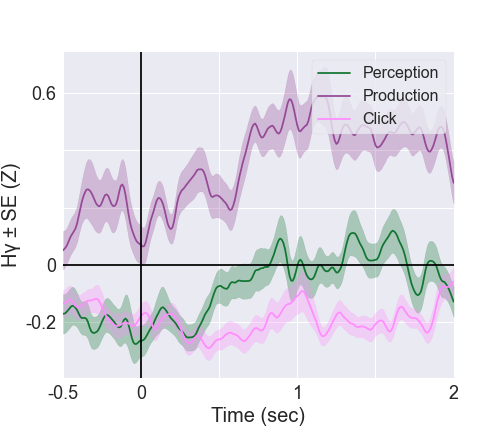 Perception
Production
Click
0.6
0
-0.2
Hγ ± SE (Z)
-0.5
0
1
2
Time (sec)